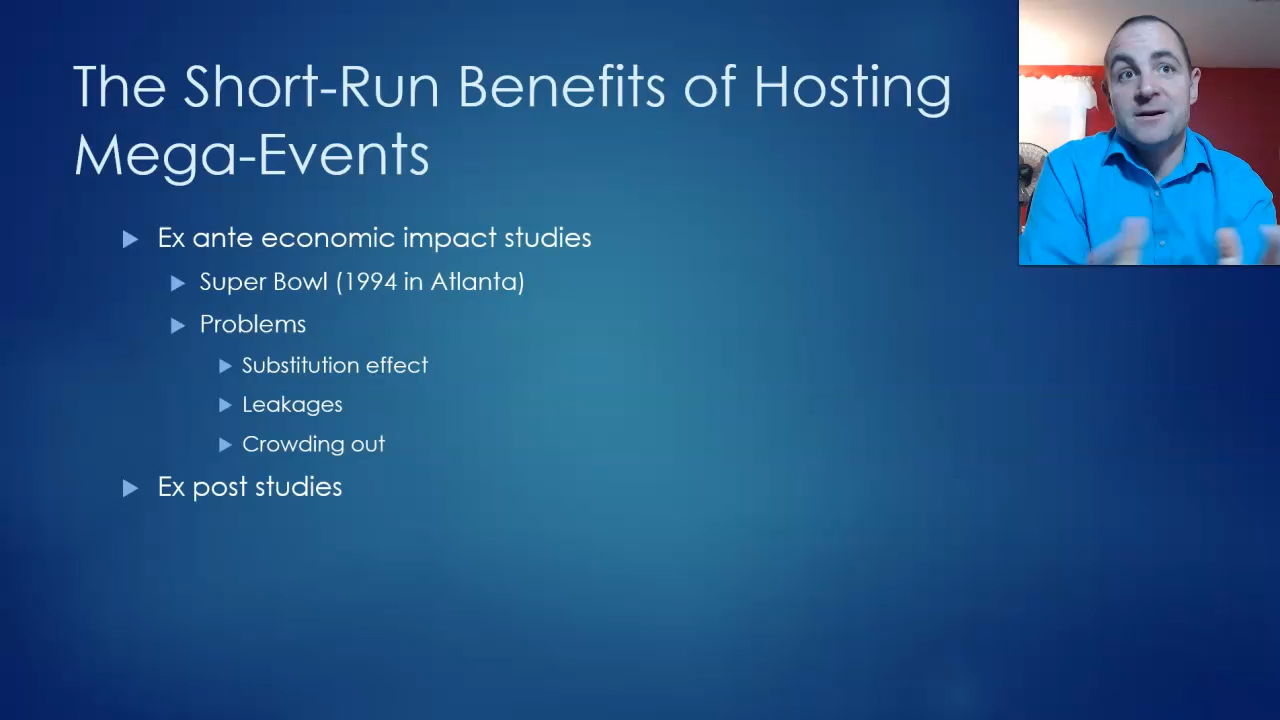 The Short-Run Benefits of Hosting
Mega-Events
Ex ante economic impact studies
Super Bowl (1994 in Atlanta)
Problems
Substitution effect
Leakages
Crowding out
Ex post studies